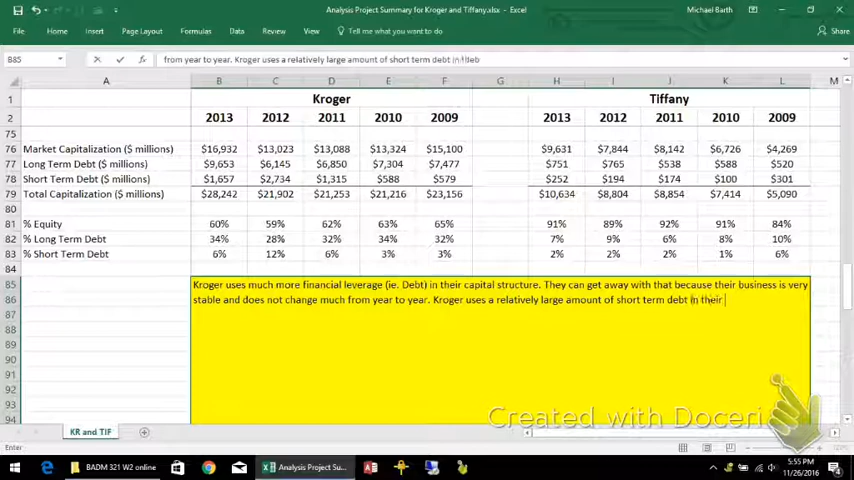 Analysis Project Summary for Kroger and Tiffany.xlsx - Excel
Michael Barth
File Home Insert Page Layout Formulas Data Review View Tell me what you want to do Share
B85 from year to year. Kroger uses a relatively large amount of short term debt in
A B C D E F G H I J K L M
1 Kroger Tiffany
2 2013 2012 2011 2010 2009 2013 2012 2011 2010 2009
75
76 Market Capitalization ($ millions) $16,932 $13,023 $13,088 $13,324 $15,100 $9,631 $7,844 $8,142 $6,726 $4,269
77 Long Term Debt ($ millions) $9,653 $6,145 $6,850 $7,304 $7,477 $751 $765 $538 $588 $520
78 Short Term Debt ($ millions) $1,657 $2,734 $1,315 $588 $579 $252 $194 $174 $100 $301
79 Total Capitalization ($ millions) $28,242 $21,902 $21,253 $21,216 $23,156 $10,634 $8,804 $8,854 $7,414 $5,090
80
81 % Equity 60% 59% 62% 63% 65% 91% 89% 92% 91% 84%
82 % Long Term Debt 34% 28% 32% 34% 32% 7% 9% 6% 8% 10%
83 % Short Term Debt 6% 12% 6% 3% 3% 2% 2% 2% 1% 6%
84
85 Kroger uses much more financial leverage (ie. Debt) in their capital structure. They can get away with that because their business is very
86 stable and does not change much from year to year. Kroger uses a relatively large amount of short term debt in their
87
88
89
90
91
92
93
94
Created with Doceri
KR and TIF
Enter
BADM 321 W2 online
Analysis Project Su...
5:55 PM
11/26/2016